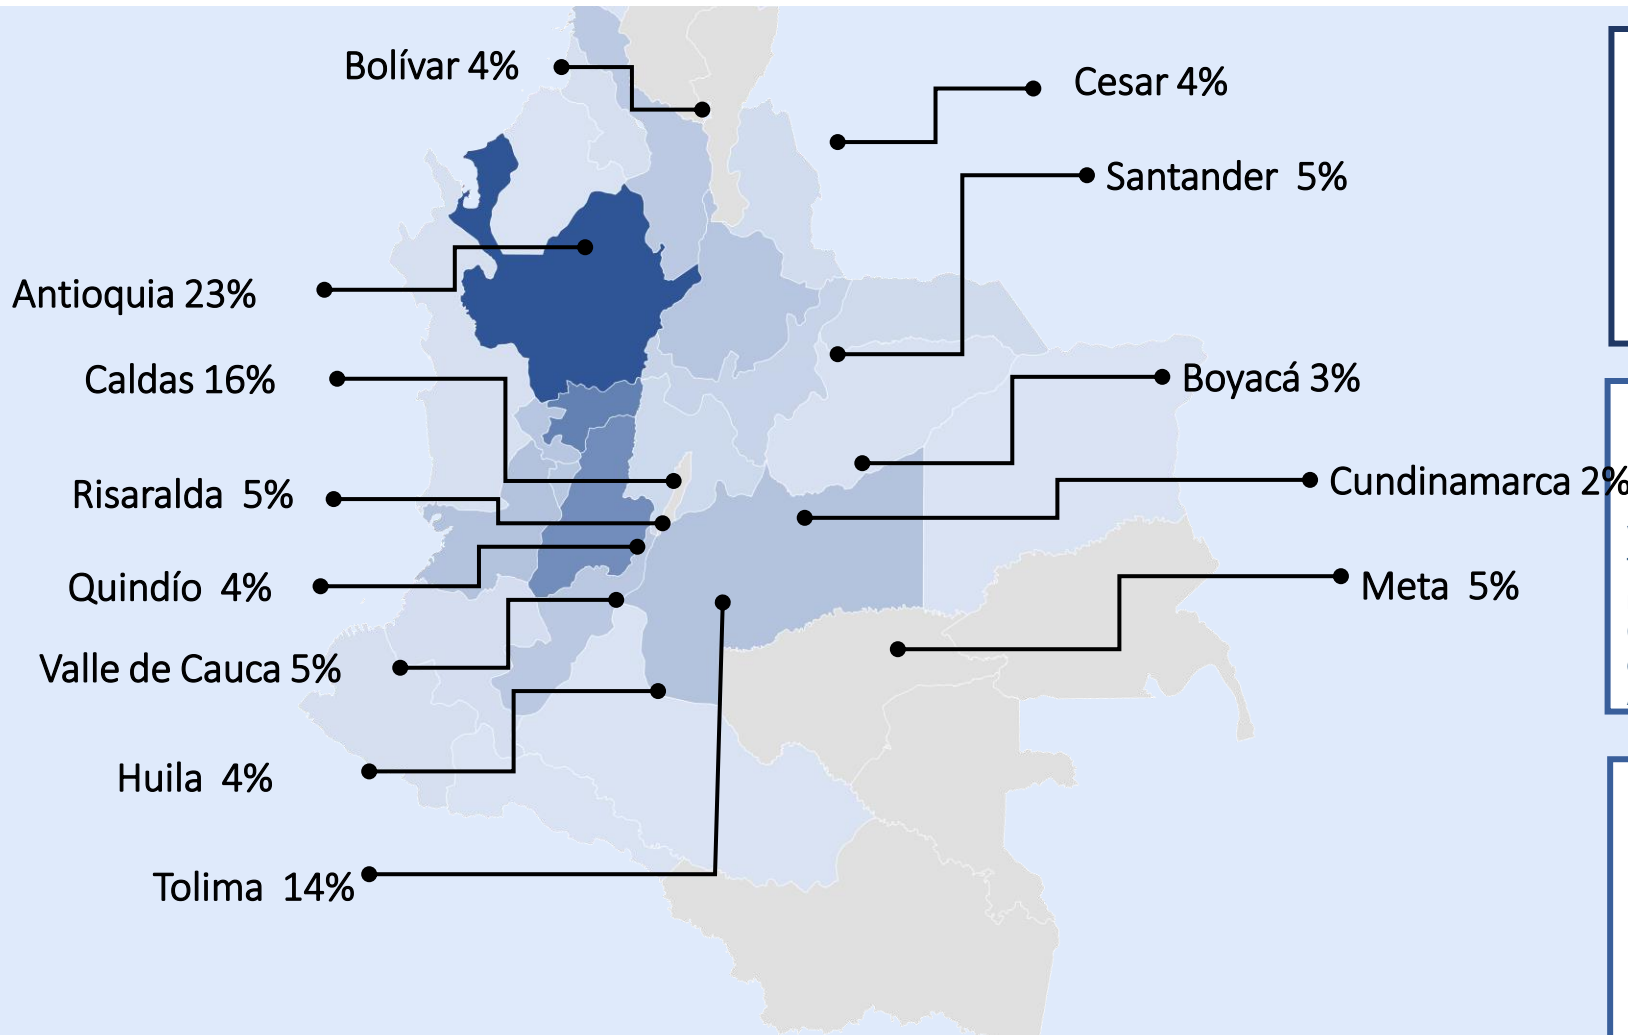 Bolívar 4%
Cesar 4%
Santander 5%
Antioquia 23%
Caldas 16%
Boyacá 3%
Risaralda 5%
Cundinamarca 2%
Quindío 4%
Meta 5%
Valle de Cauca 5%
Huila 4%
Tolima 14%